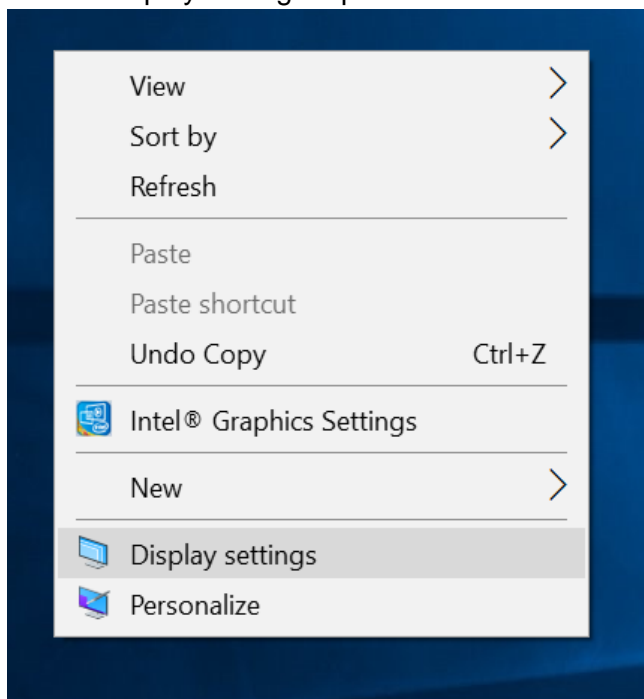 View
Sort by
Refresh
Paste
Paste shortcut
Undo Copy Ctrl+Z
Intel® Graphics Settings
New
Display settings
Personalize